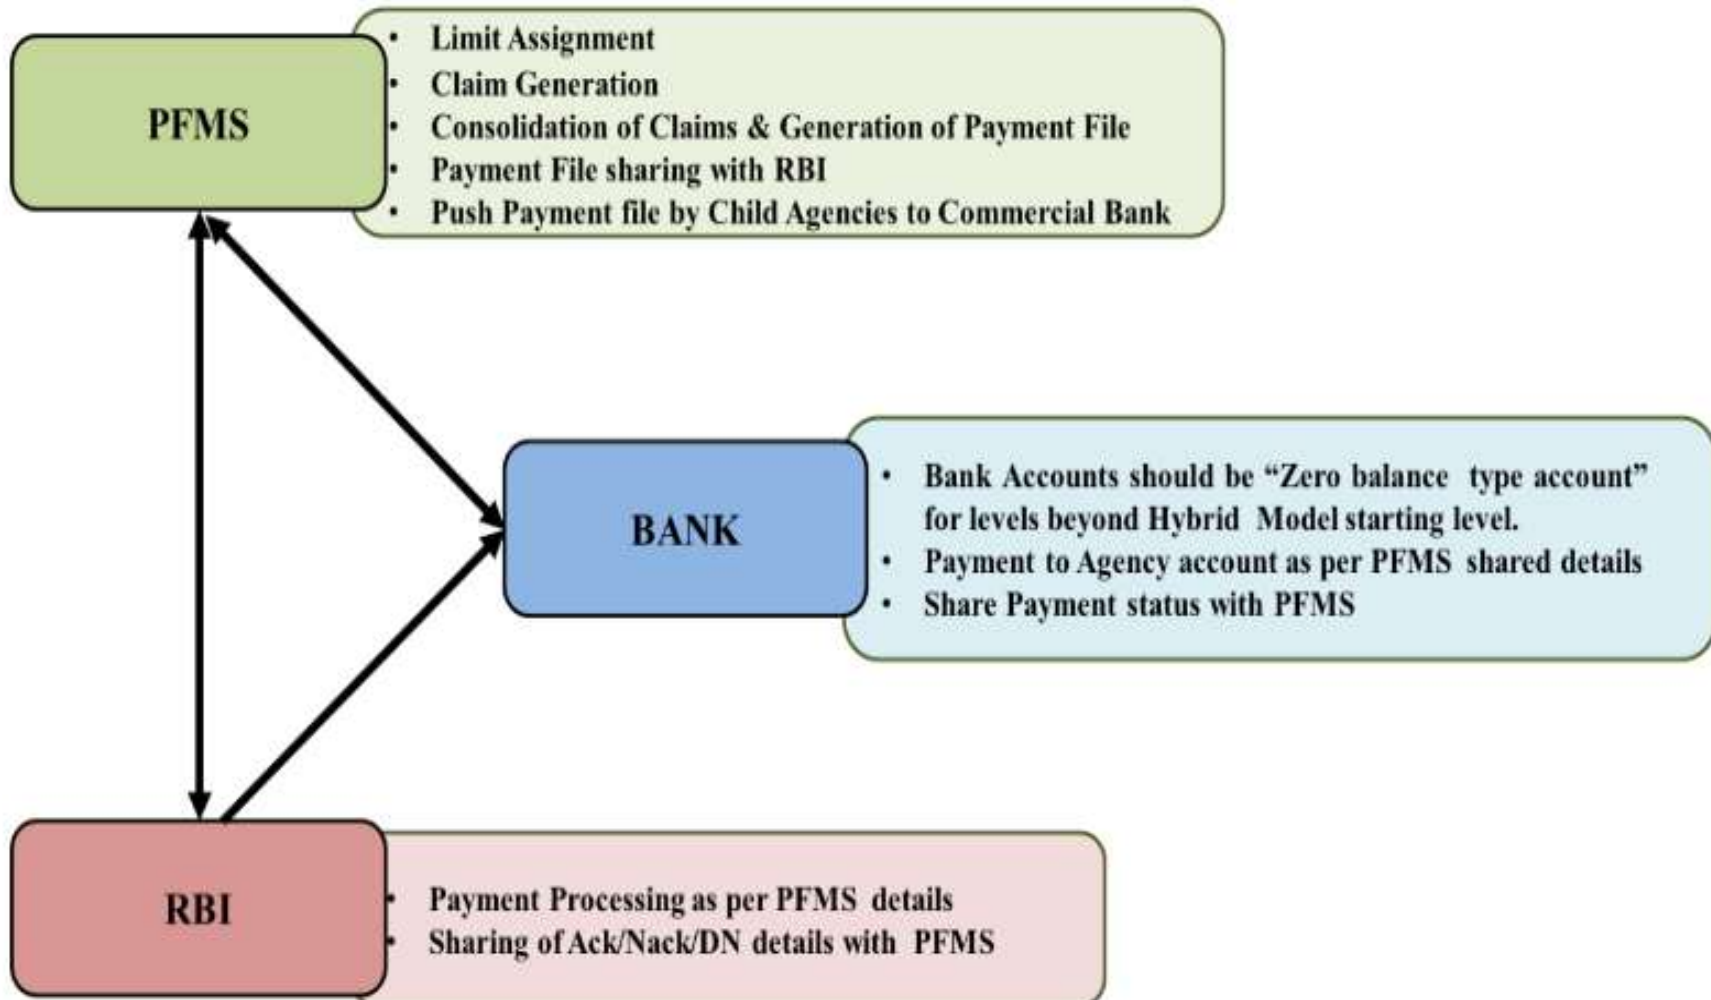 PFMS
• Limit Assignment
• Claim Generation
• Consolidation of Claims & Generation of Payment File
• Payment File sharing with RBI
• Push Payment file by Child Agencies to Commercial Bank
BANK
• Bank Accounts should be “Zero balance type account”
for levels beyond Hybrid Model starting level.
• Payment to Agency account as per PFMS shared details
• Share Payment status with PFMS
RBI
• Payment Processing as per PFMS details
• Sharing of Ack/Nack/DN details with PFMS